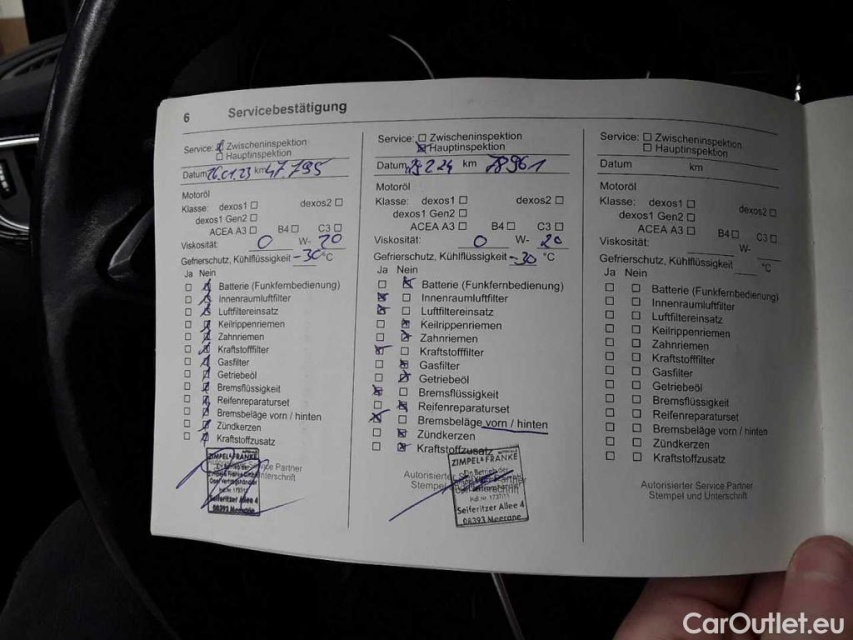 6 Servicebestätigung
Service: Zwischeninspektion
Hauptinspektion
Datum 26.01.23 km 47795
Motoröl
Klasse: dexos1 dexos2
dexos1 Gen2
ACEA A3 B4 C3
Viskosität: 0 W- 20
Gefrierschutz, Kühlflüssigkeit -30 °C
Ja Nein
Batterie (Funkfernbedienung)
Innenraumluftfilter
Luftfiltereinsatz
Keilrippenriemen
Zahnriemen
Kraftstofffilter
Gasfilter
Getriebeöl
Bremsflüssigkeit
Reifenreparaturset
Bremsbeläge vorn / hinten
Zündkerzen
Kraftstoffzusatz
ZIMPEL & FRANKE
Service Partner
Unterschrift
Seiferitzer Allee 4
08393 Meerane
Service: Zwischeninspektion
Hauptinspektion
Datum 2.24 km 78961
Motoröl
Klasse: dexos1 dexos2
dexos1 Gen2
ACEA A3 B4 C3
Viskosität: 0 W- 20
Gefrierschutz, Kühlflüssigkeit -30 °C
Ja Nein
Batterie (Funkfernbedienung)
Innenraumluftfilter
Luftfiltereinsatz
Keilrippenriemen
Zahnriemen
Kraftstofffilter
Gasfilter
Getriebeöl
Bremsflüssigkeit
Reifenreparaturset
Bremsbeläge vorn / hinten
Zündkerzen
Kraftstoffzusatz
ZIMPEL & FRANKE
Autorisierter
Stempel
Seiferitzer Allee 4
08393 Meerane
Service: Zwischeninspektion
Hauptinspektion
Datum km
Motoröl
Klasse: dexos1 dexos2
dexos1 Gen2
ACEA A3 B4 C3
Viskosität: W-
Gefrierschutz, Kühlflüssigkeit °C
Ja Nein
Batterie (Funkfernbedienung)
Innenraumluftfilter
Luftfiltereinsatz
Keilrippenriemen
Zahnriemen
Kraftstofffilter
Gasfilter
Getriebeöl
Bremsflüssigkeit
Reifenreparaturset
Bremsbeläge vorn / hinten
Zündkerzen
Kraftstoffzusatz
Autorisierter Service Partner
Stempel und Unterschrift
CarOutlet.eu